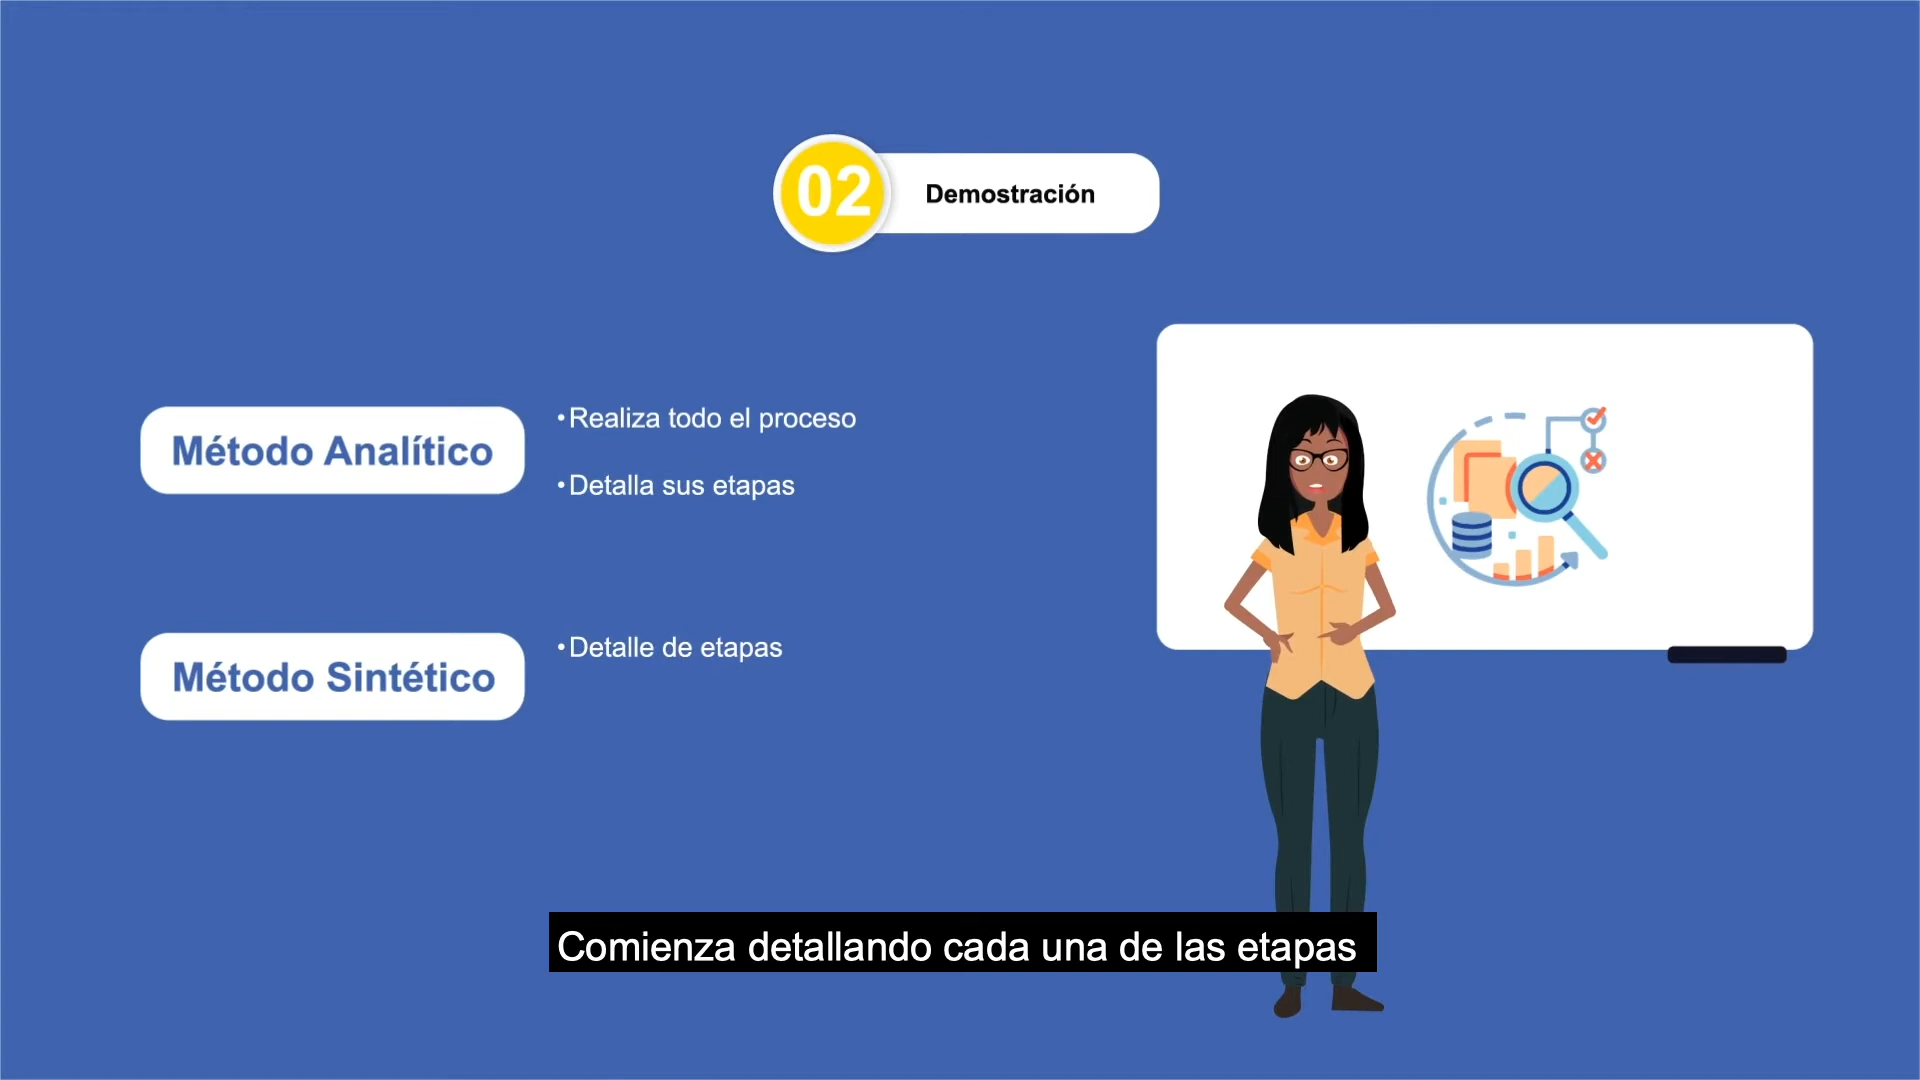 02
Demostración
Método Analítico
•Realiza todo el proceso
•Detalla sus etapas
Método Sintético
•Detalle de etapas
Comienza detallando cada una de las etapas